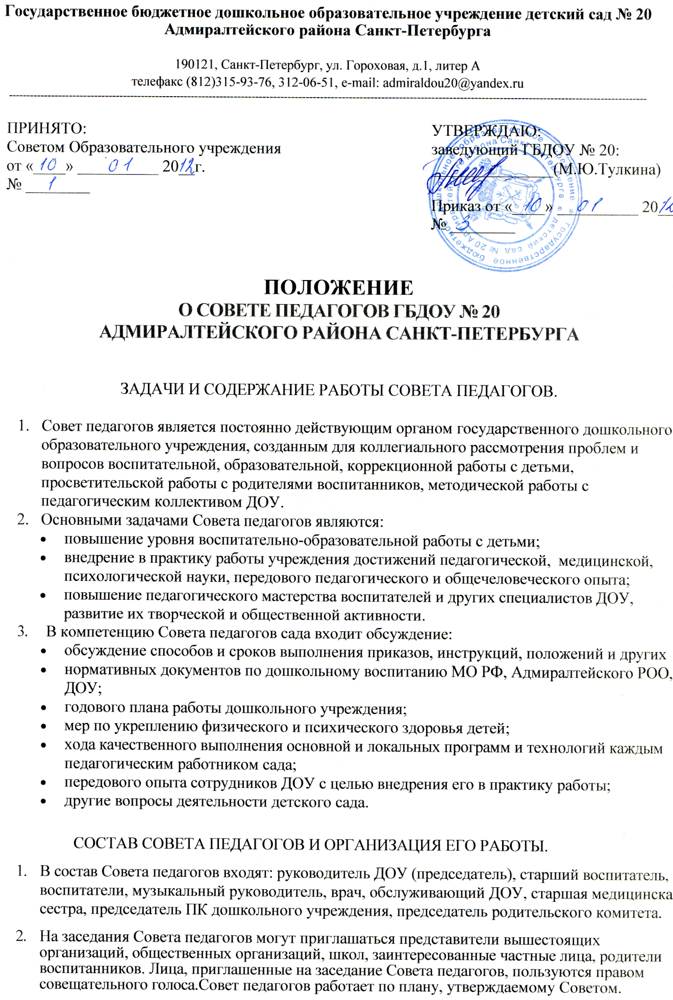 Государственное бюджетное дошкольное образовательное учреждение детский сад № 20
Адмиралтейского района Санкт-Петербурга
190121, Санкт-Петербург, ул. Гороховая, д.1, литер А
телефакс (812)315-93-76, 312-06-51, e-mail: admiraldou20@yandex.ru
ПРИНЯТО:
Советом Образовательного учреждения
от «10» 01 2012г.
№ 1
УТВЕРЖДАЮ:
заведующий ГБДОУ № 20:
(М.Ю.Тулкина)
Приказ от «10» 01 2012
№ 3
Государственное бюджетное дошкольное образовательное учреждение * детский сад № 20 Адмиралтейского района Санкт-Петербурга *
ПОЛОЖЕНИЕ
О СОВЕТЕ ПЕДАГОГОВ ГБДОУ № 20
АДМИРАЛТЕЙСКОГО РАЙОНА САНКТ-ПЕТЕРБУРГА
ЗАДАЧИ И СОДЕРЖАНИЕ РАБОТЫ СОВЕТА ПЕДАГОГОВ.
1. Совет педагогов является постоянно действующим органом государственного дошкольного
образовательного учреждения, созданным для коллегиального рассмотрения проблем и
вопросов воспитательной, образовательной, коррекционной работы с детьми,
просветительской работы с родителями воспитанников, методической работы с
педагогическим коллективом ДОУ.
2. Основными задачами Совета педагогов являются:
• повышение уровня воспитательно-образовательной работы с детьми;
• внедрение в практику работы учреждения достижений педагогической, медицинской,
психологической науки, передового педагогического и общечеловеческого опыта;
• повышение педагогического мастерства воспитателей и других специалистов ДОУ,
развитие их творческой и общественной активности.
3. В компетенцию Совета педагогов сада входит обсуждение:
• обсуждение способов и сроков выполнения приказов, инструкций, положений и других
• нормативных документов по дошкольному воспитанию МО РФ, Адмиралтейского РОО,
ДОУ;
• годового плана работы дошкольного учреждения;
• мер по укреплению физического и психического здоровья детей;
• хода качественного выполнения основной и локальных программ и технологий каждым
педагогическим работником сада;
• передового опыта сотрудников ДОУ с целью внедрения его в практику работы;
• другие вопросы деятельности детского сада.
СОСТАВ СОВЕТА ПЕДАГОГОВ И ОРГАНИЗАЦИЯ ЕГО РАБОТЫ.
1. В состав Совета педагогов входят: руководитель ДОУ (председатель), старший воспитатель,
воспитатели, музыкальный руководитель, врач, обслуживающий ДОУ, старшая медицинска
сестра, председатель ПК дошкольного учреждения, председатель родительского комитета.
2. На заседания Совета педагогов могут приглашаться представители вышестоящих
организаций, общественных организаций, школ, заинтересованные частные лица, родители
воспитанников. Лица, приглашенные на заседание Совета педагогов, пользуются правом
совещательного голоса.Совет педагогов работает по плану, утверждаемому Советом.